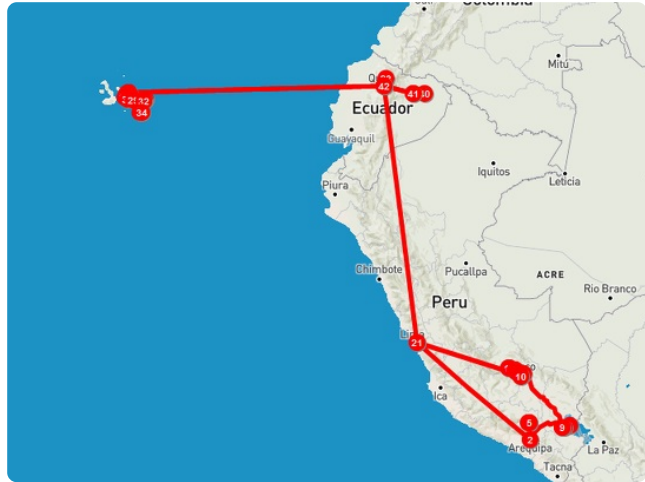 Colombia
Cali
Mitú
42
41
Ecuador
32
34
Guayaquil
Iquitos
Leticia
Piura
Chimbote
Pucallpa
ACRE
Rio Branco
Peru
21
10
Ica
5
9
2
Arequipa
La Paz
Tacna